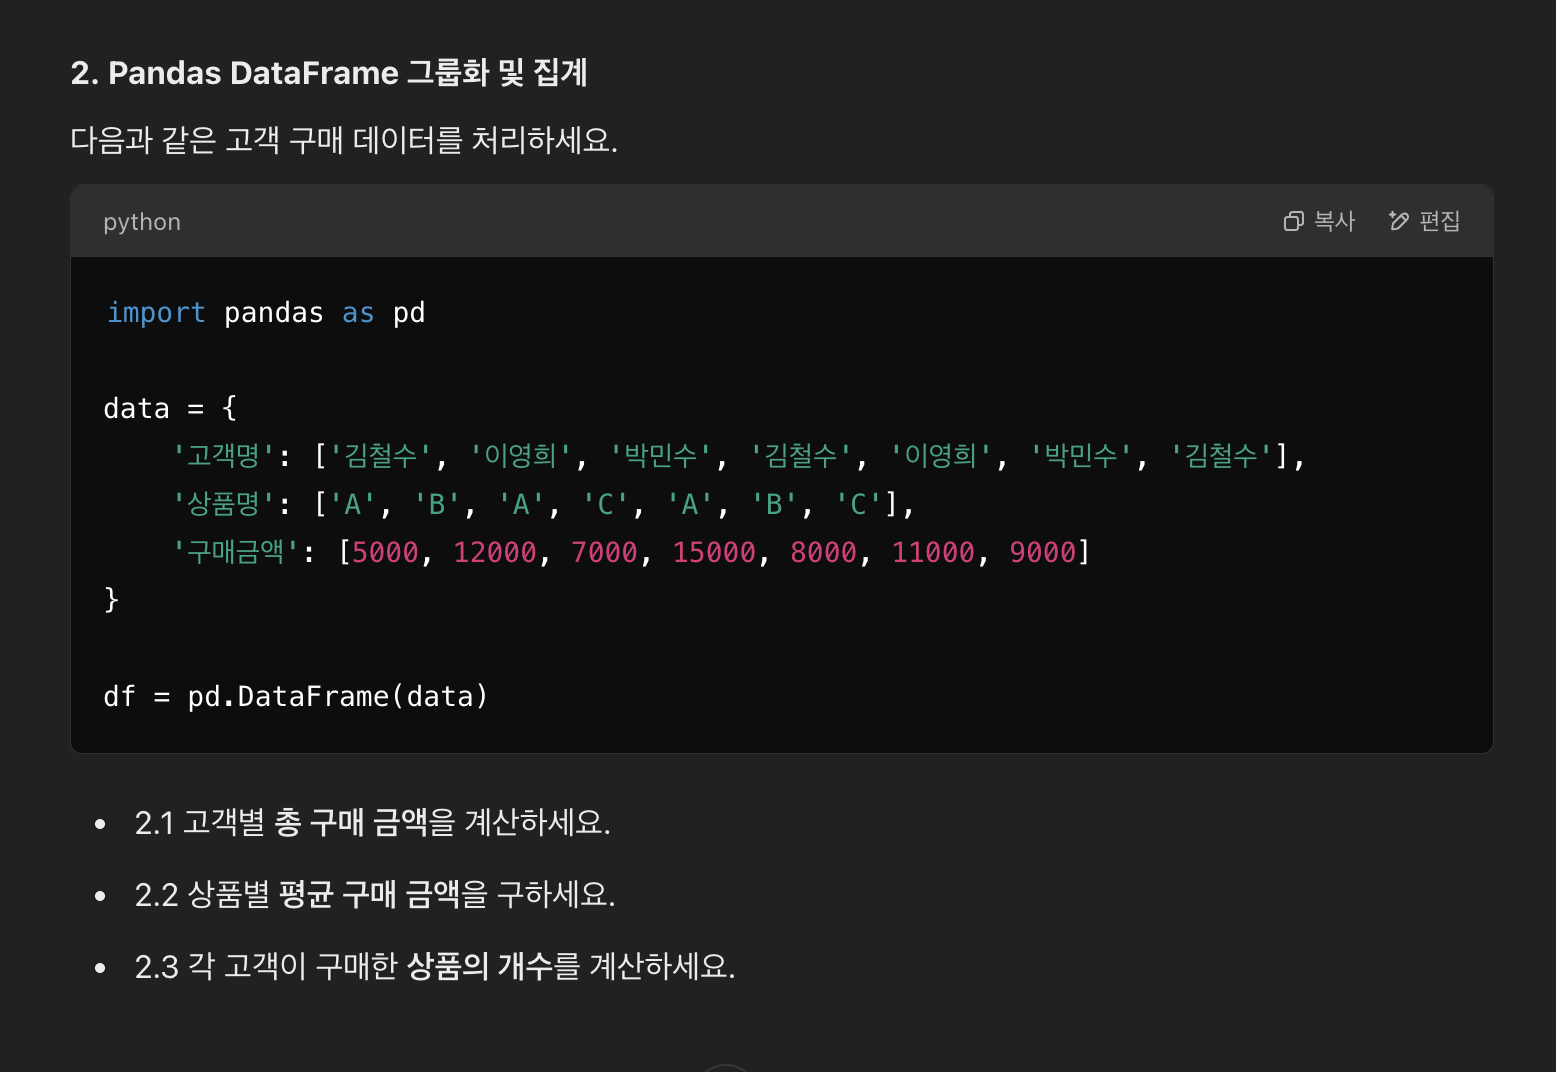 2. Pandas DataFrame 그룹화 및 집계
다음과 같은 고객 구매 데이터를 처리하세요.
python 복사 편집
import pandas as pd
data = {
    '고객명': ['김철수', '이영희', '박민수', '김철수', '이영희', '박민수', '김철수'],
    '상품명': ['A', 'B', 'A', 'C', 'A', 'B', 'C'],
    '구매금액': [5000, 12000, 7000, 15000, 8000, 11000, 9000]
}
df = pd.DataFrame(data)
• 2.1 고객별 총 구매 금액을 계산하세요.
• 2.2 상품별 평균 구매 금액을 구하세요.
• 2.3 각 고객이 구매한 상품의 개수를 계산하세요.